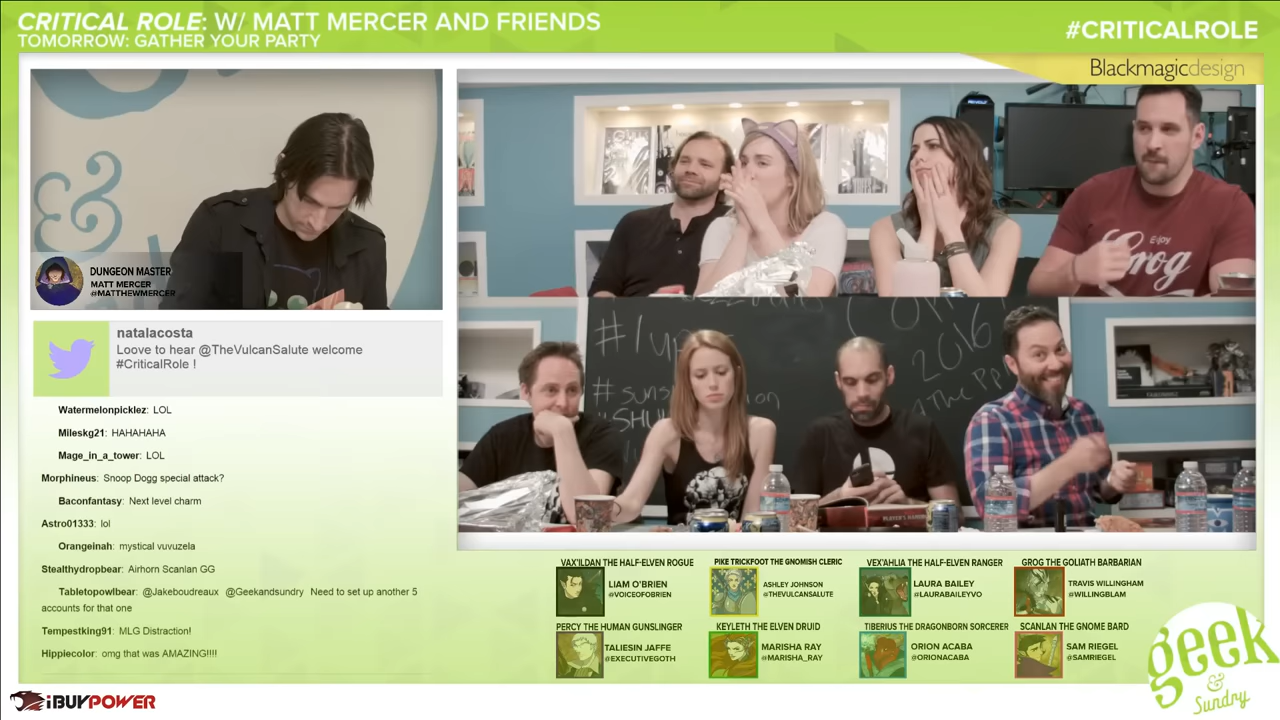 CRITICAL ROLE: W/ MATT MERCER AND FRIENDS
TOMORROW: GATHER YOUR PARTY
#CRITICALROLE
Blackmagicdesign
&
DUNGEON MASTER
MATT MERCER
@MATTHEWMERCER
ENJOY
Grog
natalacosta
Loove to hear @TheVulcanSalute welcome
#CriticalRole !
2016
Watermelonpicklez: LOL
Mileskg21: HAHAHAHA
Mage_in_a_tower: LOL
Morphineus: Snoop Dogg special attack?
Baconfantasy: Next level charm
Astro01333: lol
Orangeinah: mystical vuvuzela
Stealthydropbear: Airhorn Scanlan GG
Tabletopowlbear: @Jakeboudreaux @Geekandsundry Need to set up another 5
accounts for that one
Tempestking91: MLG Distraction!
Hippiecolor: omg that was AMAZING!!!!
VAX'ILDAN THE HALF-ELVEN ROGUE
LIAM O'BRIEN
@VOICEOFOBRIEN
PIKE TRICKFOOT THE GNOMISH CLERIC
ASHLEY JOHNSON
@THEVULCANSALUTE
VEX'AHLIA THE HALF-ELVEN RANGER
LAURA BAILEY
@LAURABAILEYVO
GROG THE GOLIATH BARBARIAN
TRAVIS WILLINGHAM
@WILLINGBLAM
PERCY THE HUMAN GUNSLINGER
TALIESIN JAFFE
@EXECUTIVEGOTH
KEYLETH THE ELVEN DRUID
MARISHA RAY
@MARISHA_RAY
TIBERIUS THE DRAGONBORN SORCERER
ORION ACABA
@ORIONACABA
SCANLAN THE GNOME BARD
SAM RIEGEL
@SAMRIEGEL
geek
&
Sundry
iBUYPOWER